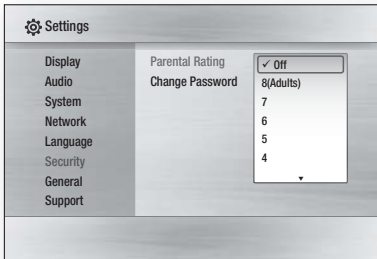 Settings
Display
Audio
System
Network
Language
Security
General
Support
Parental Rating
Change Password
✓ Off
8(Adults)
7
6
5
4